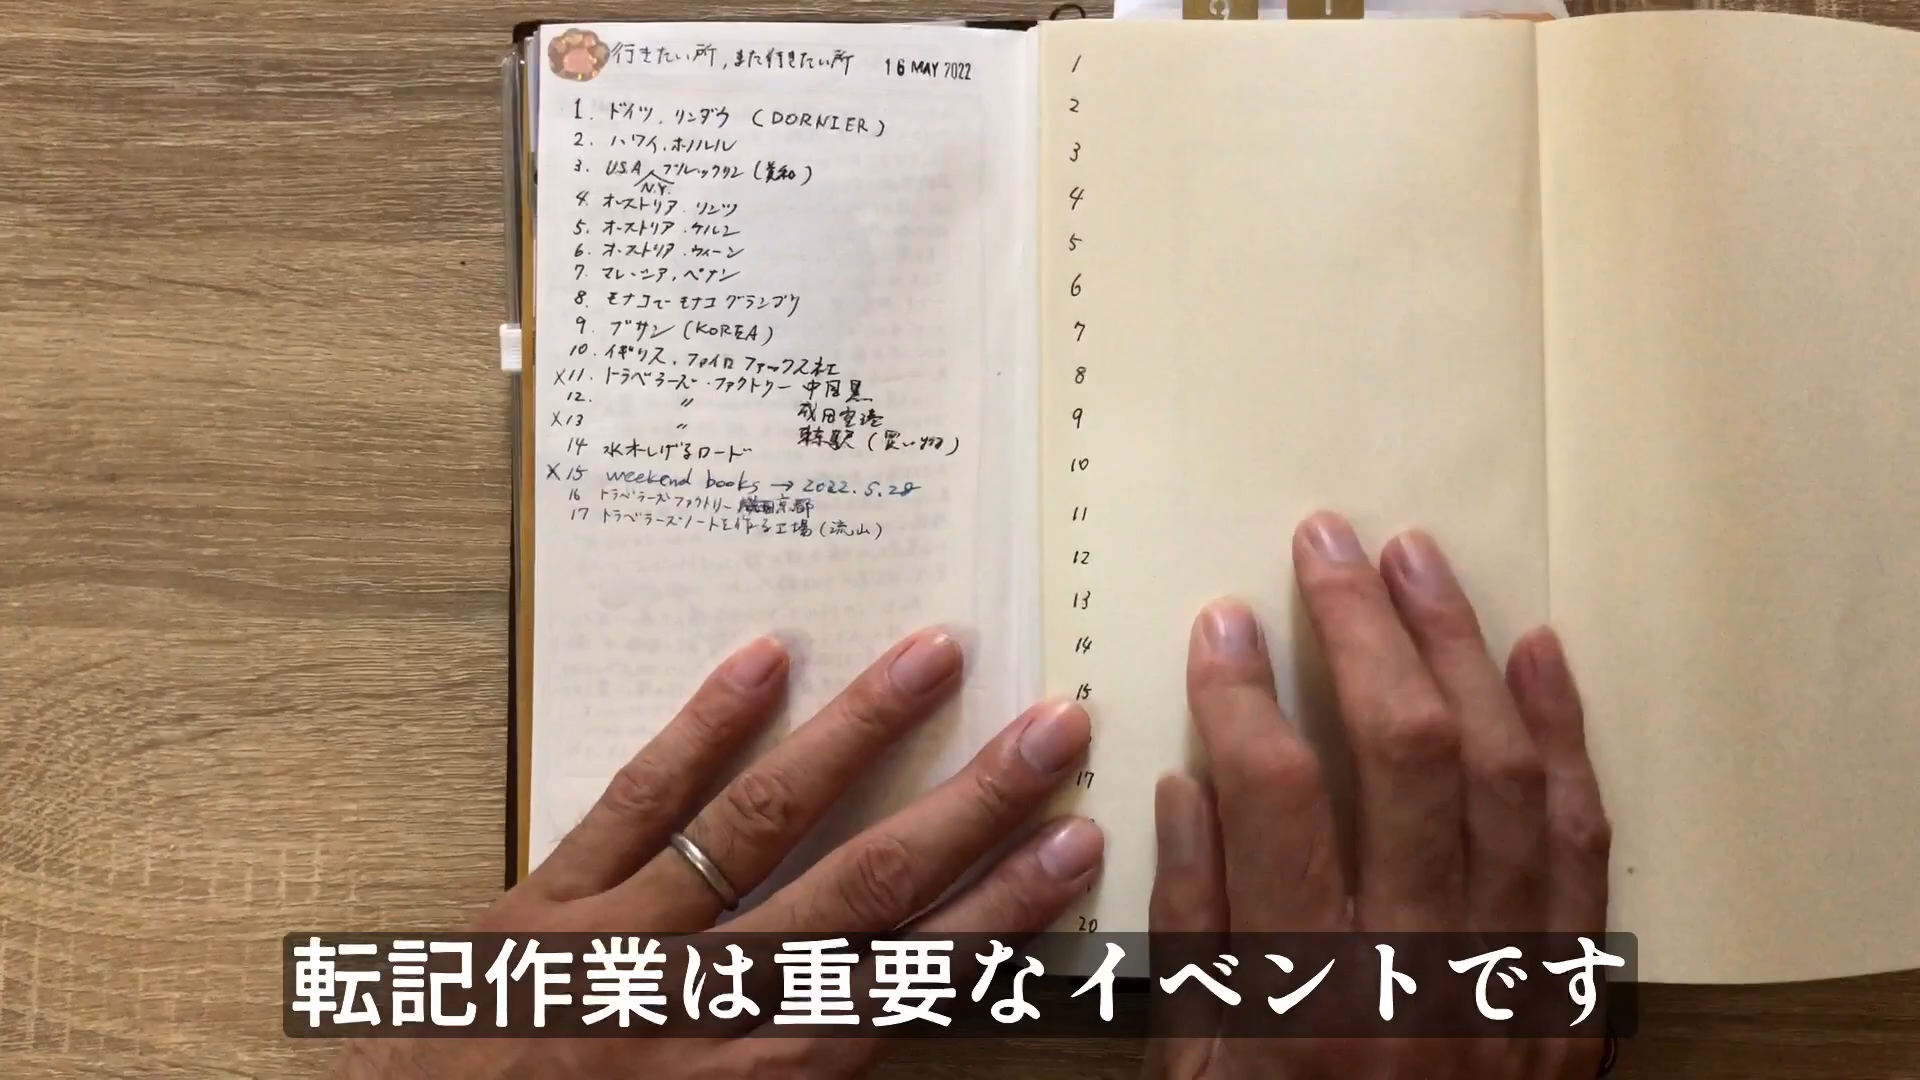 行きたい所,また行きたい所 16 MAY 2022
1. ドイツ.リンダウ (DORNIER)
2. ハワイ.ホノルル
3. USA N.Y. ブルックリン (美和)
4. オーストリア.リンツ
5. オーストリア.ケルン
6. オーストリア.ウィーン
7. マレーシア.ペナン
8. モナコでモナコグランプリ
9. ブサン (KOREA)
10. イギリス.ファイロファックス社
X11. トラベラーズ・ファクトリー 中目黒
12. 〃 成田空港
X13 〃 東京駅 (買い物)
14 水木しげるロード
X15 weekend books → 2022.5.28
16 トラベラーズファクトリー 京都
17 トラベラーズノートを作る工場(流山)
1
2
3
4
5
6
7
8
9
10
11
12
13
14
15
17
20
転記作業は重要なイベントです